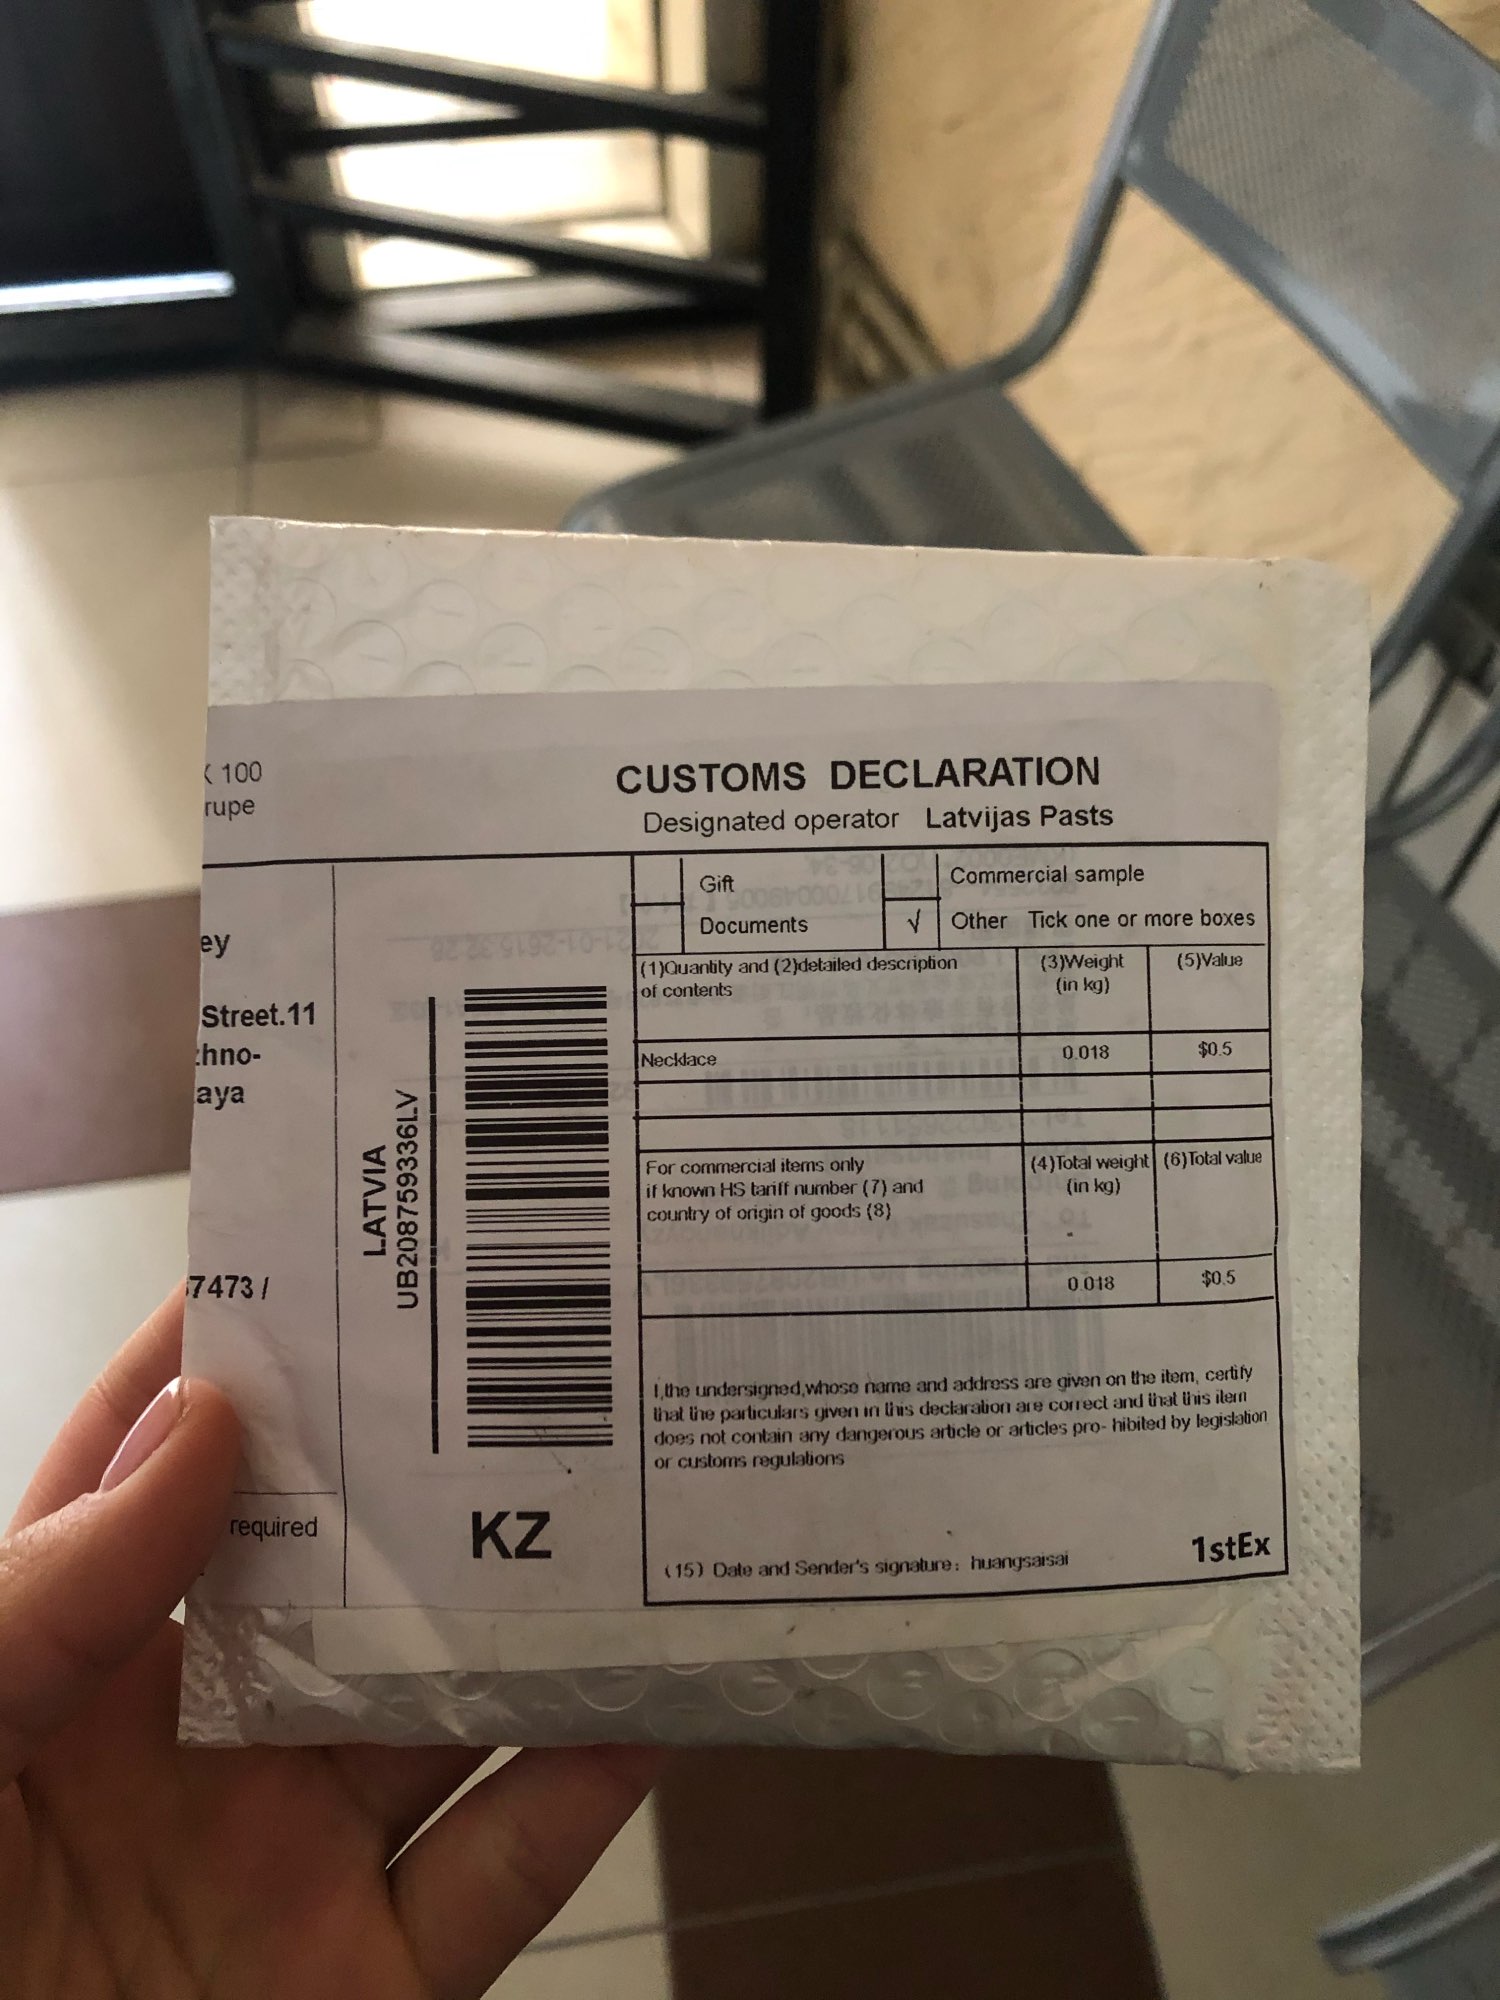 100
rupe
CUSTOMS DECLARATION
Designated operator Latvijas Pasts
ey
Street.11
hno-
aya
7473 /
required
LATVIA
UB208759336LV
KZ
Gift
Commercial sample
Documents
√ Other Tick one or more boxes
(1)Quantity and (2)detailed description
of contents
(3)Weight
(in kg)
(5)Value
Necklace 0.018 $0.5
For commercial items only
if known HS tariff number (7) and
country of origin of goods (8)
(4)Total weight
(in kg)
(6)Total value
0.018 $0.5
I,the undersigned,whose name and address are given on the item, certify
that the particulars given in this declaration are correct and that this item
does not contain any dangerous article or articles pro- hibited by legislation
or customs regulations
(15) Date and Sender's signature: huangsaisai
1stEx